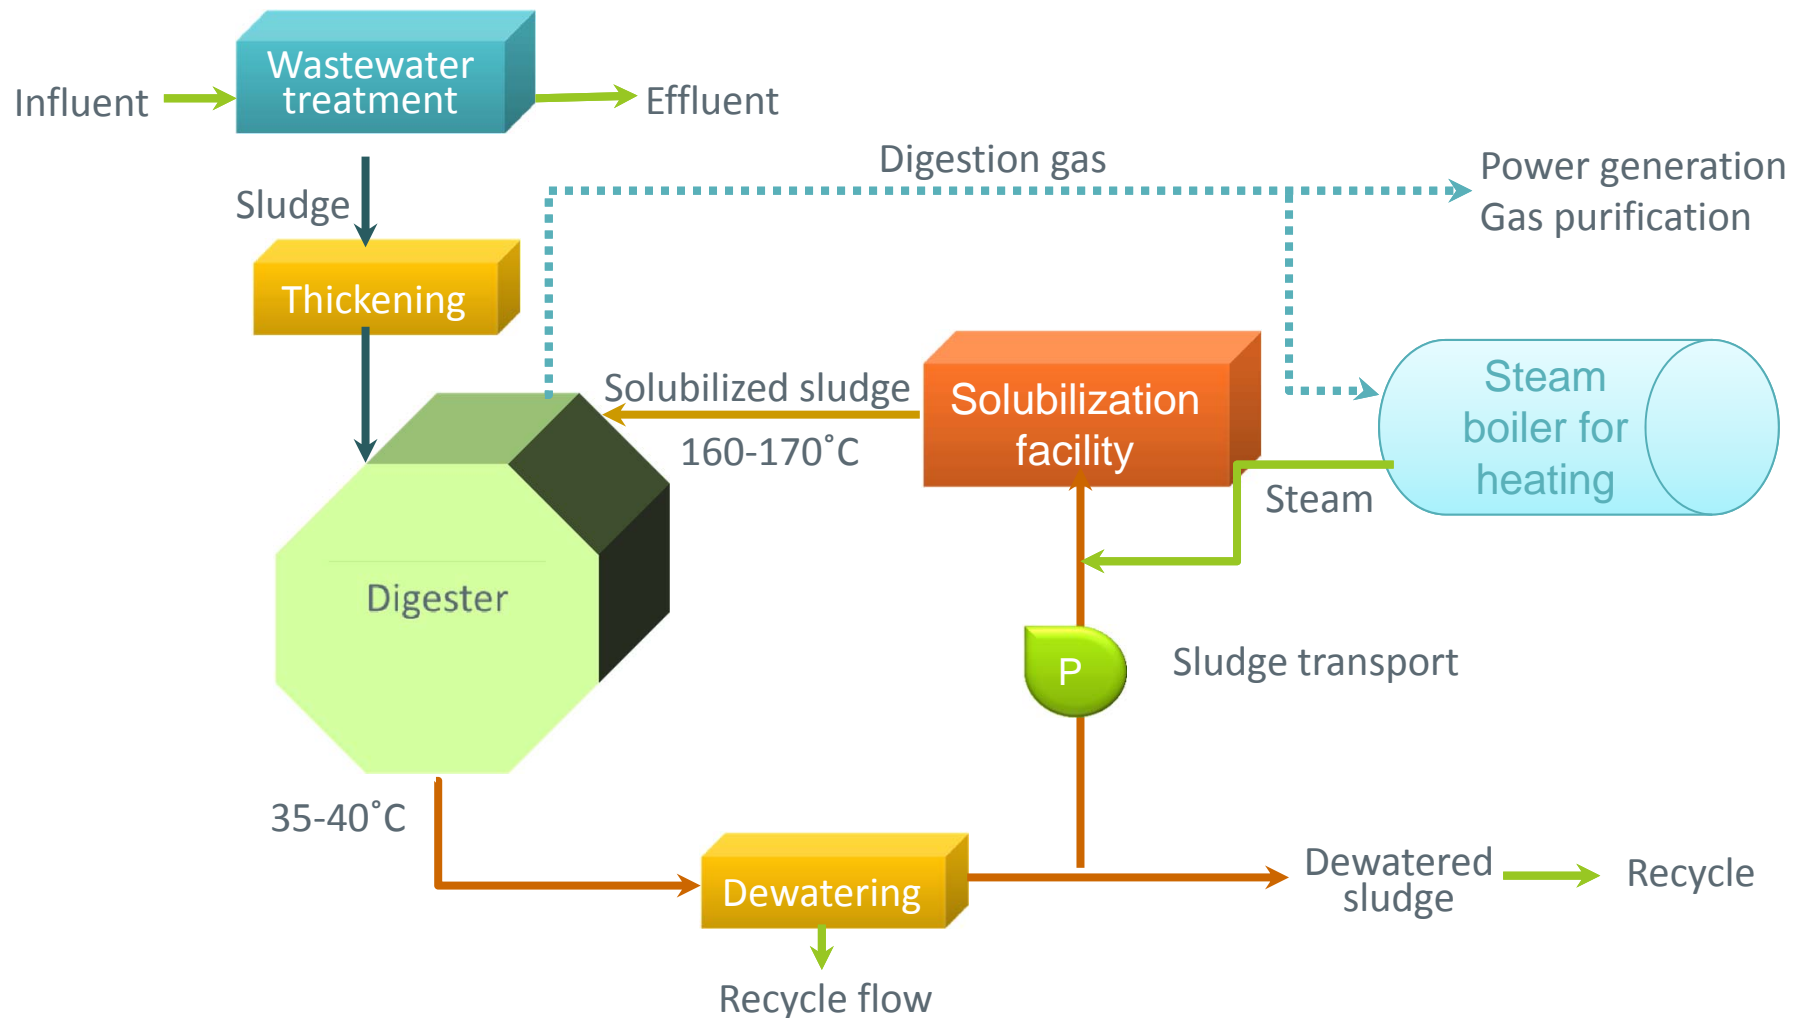 Wastewater
treatment
Influent
Effluent
Digestion gas
Power generation
Gas purification
Sludge
Thickening
Solubilized sludge
160-170˚C
Solubilization
facility
Steam
boiler for
heating
Steam
Digester
P
Sludge transport
35-40˚C
Dewatering
Dewatered
sludge
Recycle
Recycle flow